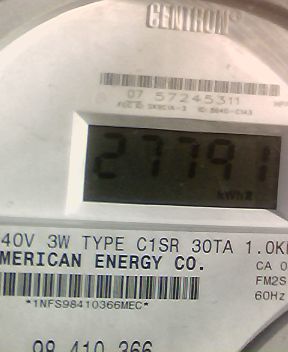 CENTRON®
07 57245311
27791
kWh
40V 3W TYPE C1SR 30TA 1.0K
MERICAN ENERGY CO.
CA 0
FM2S
*1NFS98410366MEC*
60Hz
98 410 366